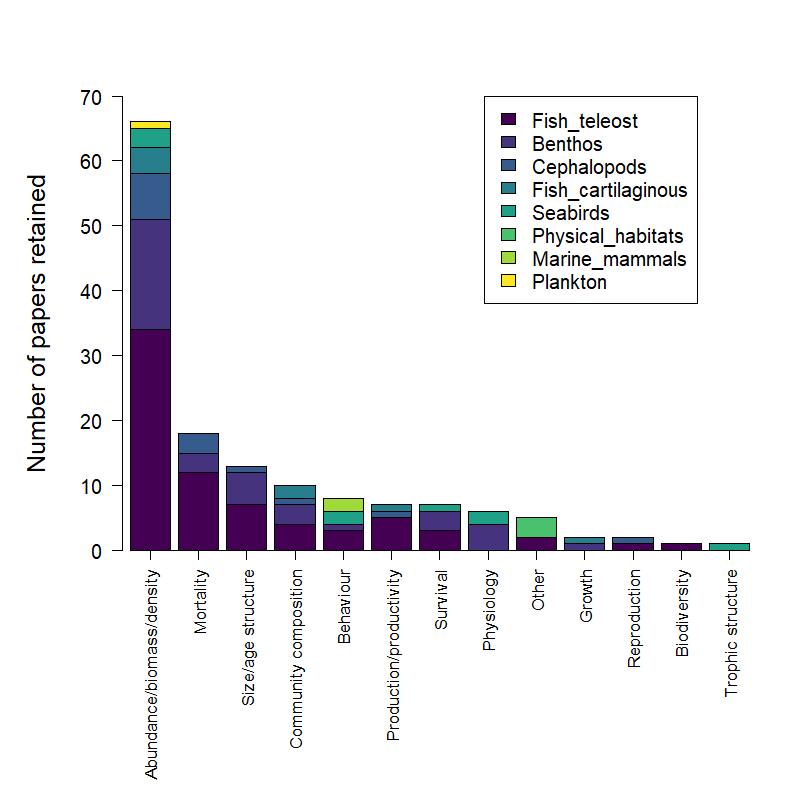 Number of papers retained
70
60
50
40
30
20
10
0
Fish_teleost
Benthos
Cephalopods
Fish_cartilaginous
Seabirds
Physical_habitats
Marine_mammals
Plankton
Abundance/biomass/density
Mortality
Size/age structure
Community composition
Behaviour
Production/productivity
Survival
Physiology
Other
Growth
Reproduction
Biodiversity
Trophic structure